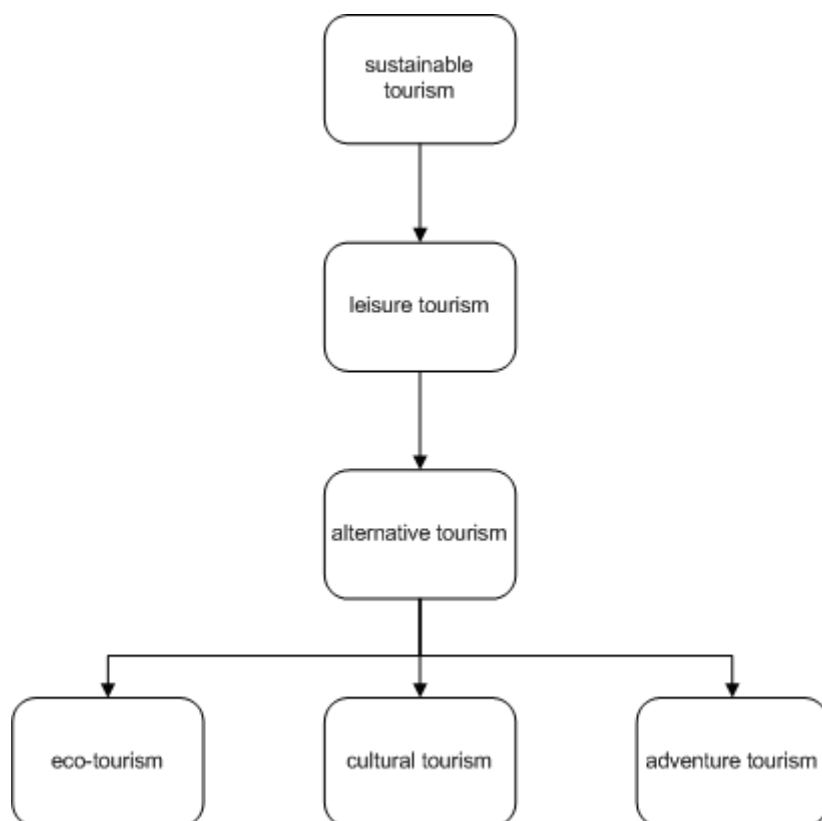 sustainable
tourism
leisure tourism
alternative tourism
eco-tourism
cultural tourism
adventure tourism